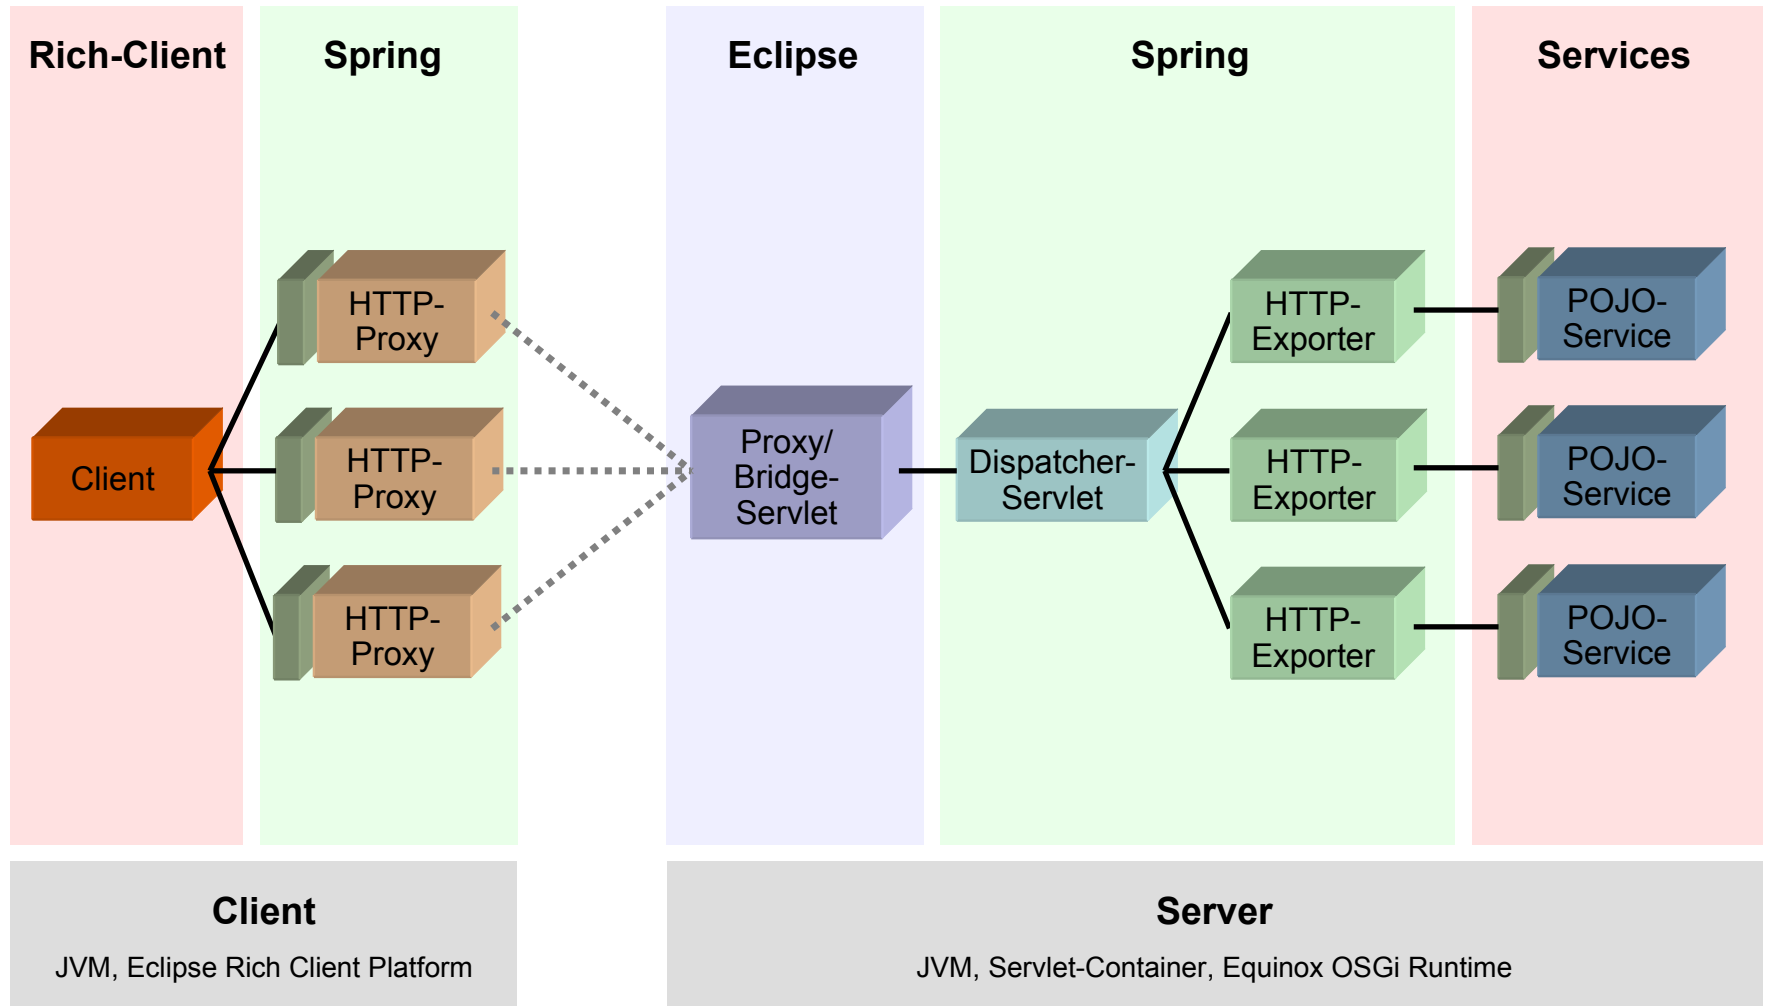 Rich-Client
Spring
Eclipse
Spring
Services
HTTP-
Proxy
HTTP-
Exporter
POJO-
Service
Client
HTTP-
Proxy
Proxy/
Bridge-
Servlet
Dispatcher-
Servlet
HTTP-
Exporter
POJO-
Service
HTTP-
Proxy
HTTP-
Exporter
POJO-
Service
Client
JVM, Eclipse Rich Client Platform
Server
JVM, Servlet-Container, Equinox OSGi Runtime